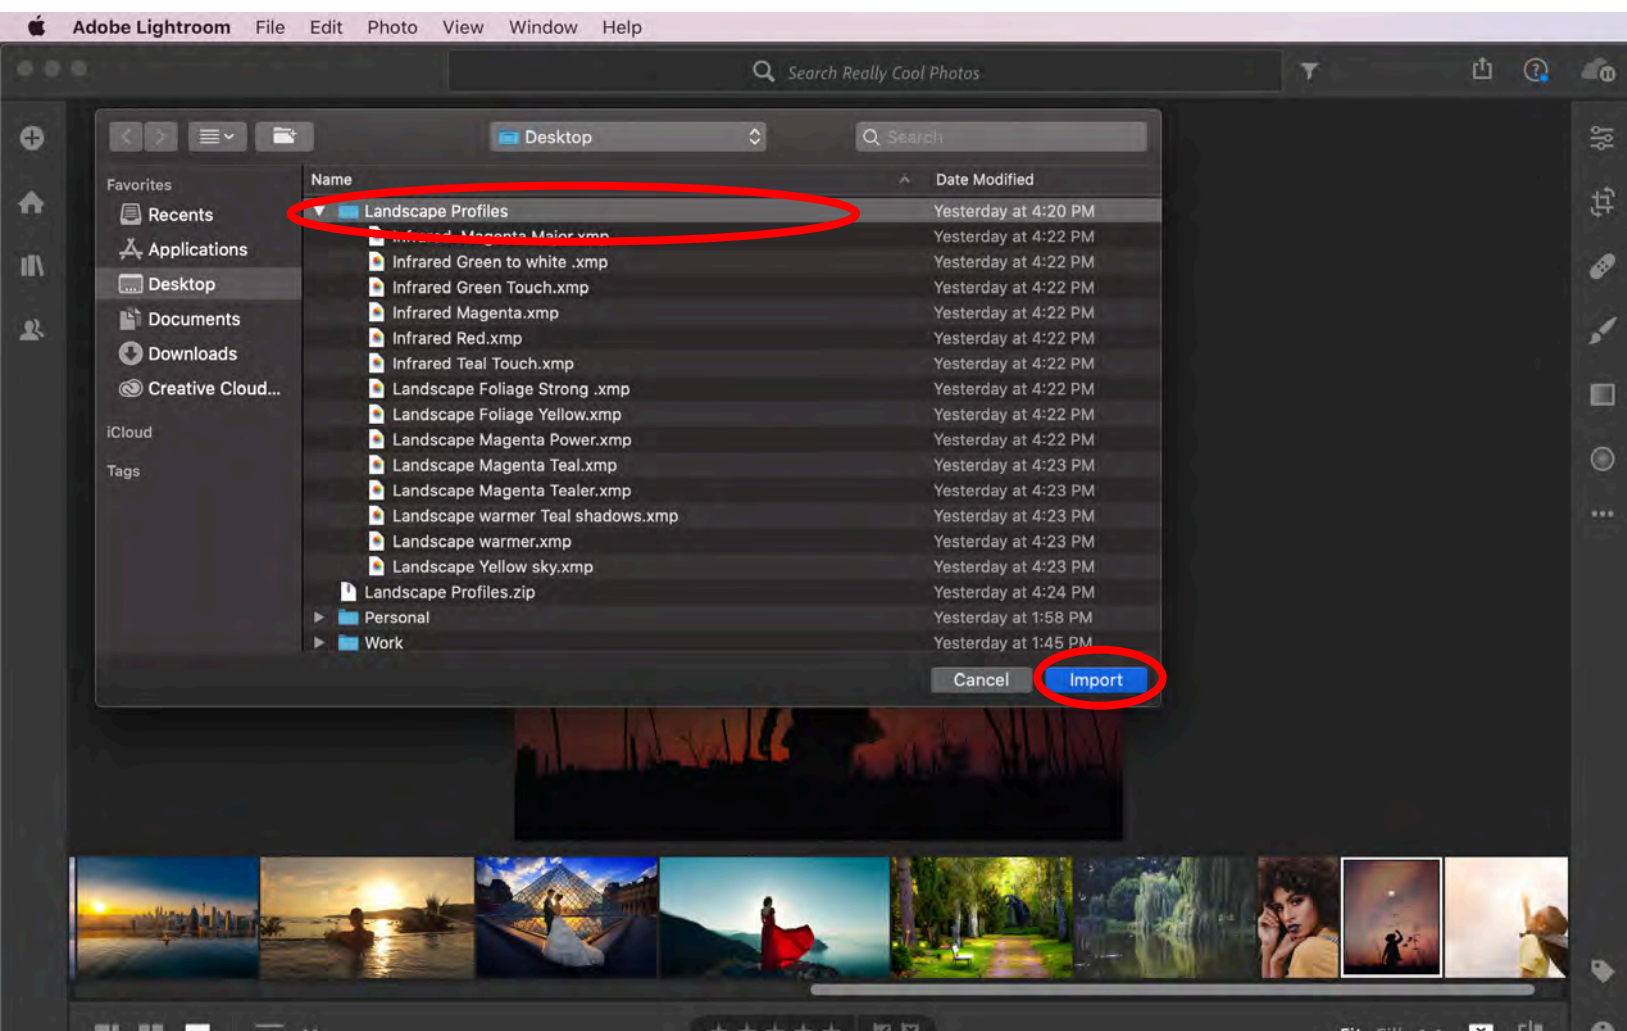 Adobe Lightroom File Edit Photo View Window Help
Search Really Cool Photos
Desktop
Search
Favorites
Recents
Applications
Desktop
Documents
Downloads
Creative Cloud...
iCloud
Tags
Name Date Modified
Landscape Profiles Yesterday at 4:20 PM
Infrared Magenta Major.xmp Yesterday at 4:22 PM
Infrared Green to white .xmp Yesterday at 4:22 PM
Infrared Green Touch.xmp Yesterday at 4:22 PM
Infrared Magenta.xmp Yesterday at 4:22 PM
Infrared Red.xmp Yesterday at 4:22 PM
Infrared Teal Touch.xmp Yesterday at 4:22 PM
Landscape Foliage Strong .xmp Yesterday at 4:22 PM
Landscape Foliage Yellow.xmp Yesterday at 4:22 PM
Landscape Magenta Power.xmp Yesterday at 4:22 PM
Landscape Magenta Teal.xmp Yesterday at 4:23 PM
Landscape Magenta Tealer.xmp Yesterday at 4:23 PM
Landscape warmer Teal shadows.xmp Yesterday at 4:23 PM
Landscape warmer.xmp Yesterday at 4:23 PM
Landscape Yellow sky.xmp Yesterday at 4:23 PM
Landscape Profiles.zip Yesterday at 4:24 PM
Personal Yesterday at 1:58 PM
Work Yesterday at 1:45 PM
Cancel Import